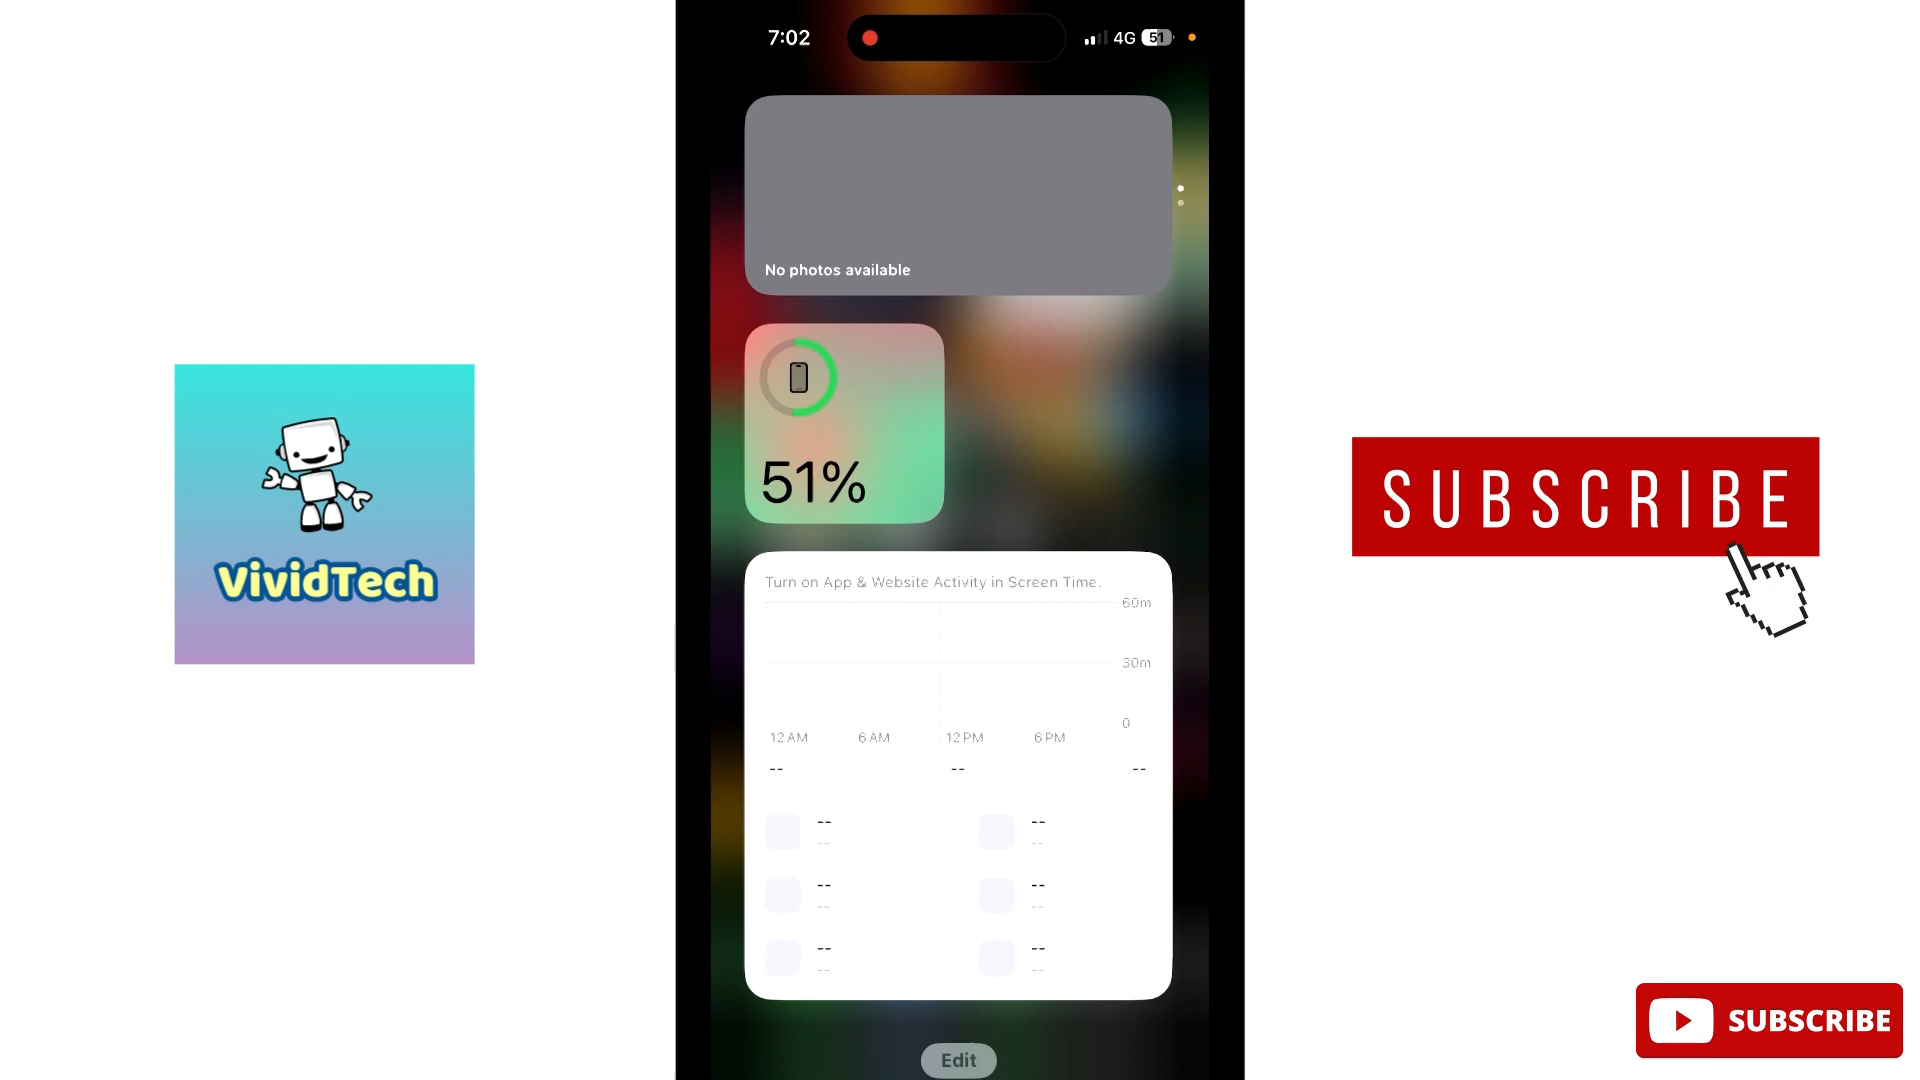 7:02
4G 51
No photos available
51%
Turn on App & Website Activity in Screen Time.
60m
30m
0
12 AM 6 AM 12 PM 6 PM
-- -- --
-- --
-- --
-- --
-- --
-- --
-- --
Edit
VividTech
SUBSCRIBE
SUBSCRIBE